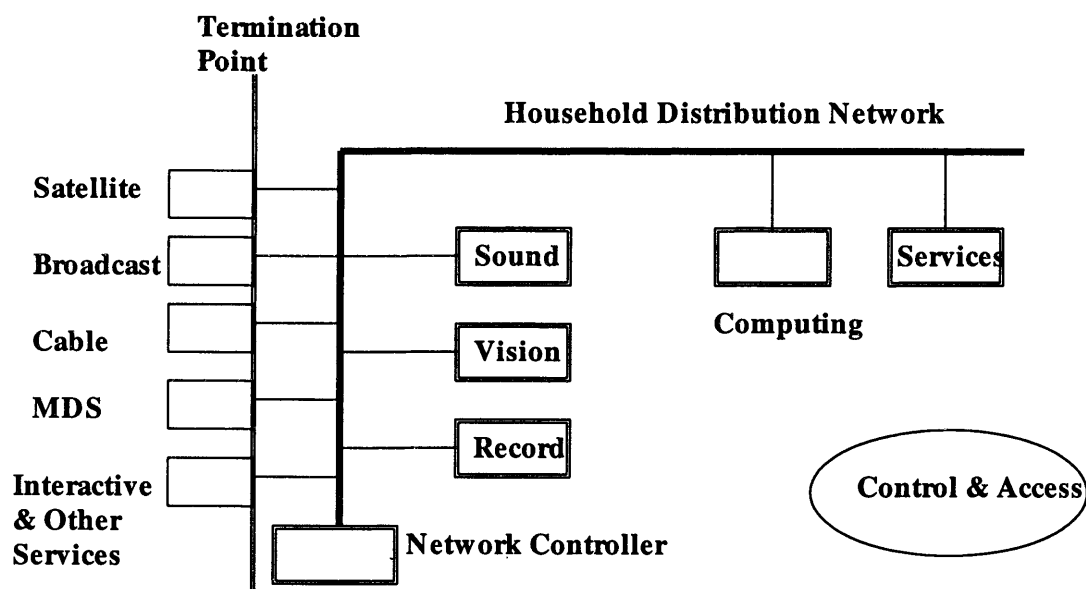 Termination
Point
Household Distribution Network
Satellite
Broadcast
Sound
Services
Computing
Cable
Vision
MDS
Record
Interactive
& Other
Services
Control & Access
Network Controller